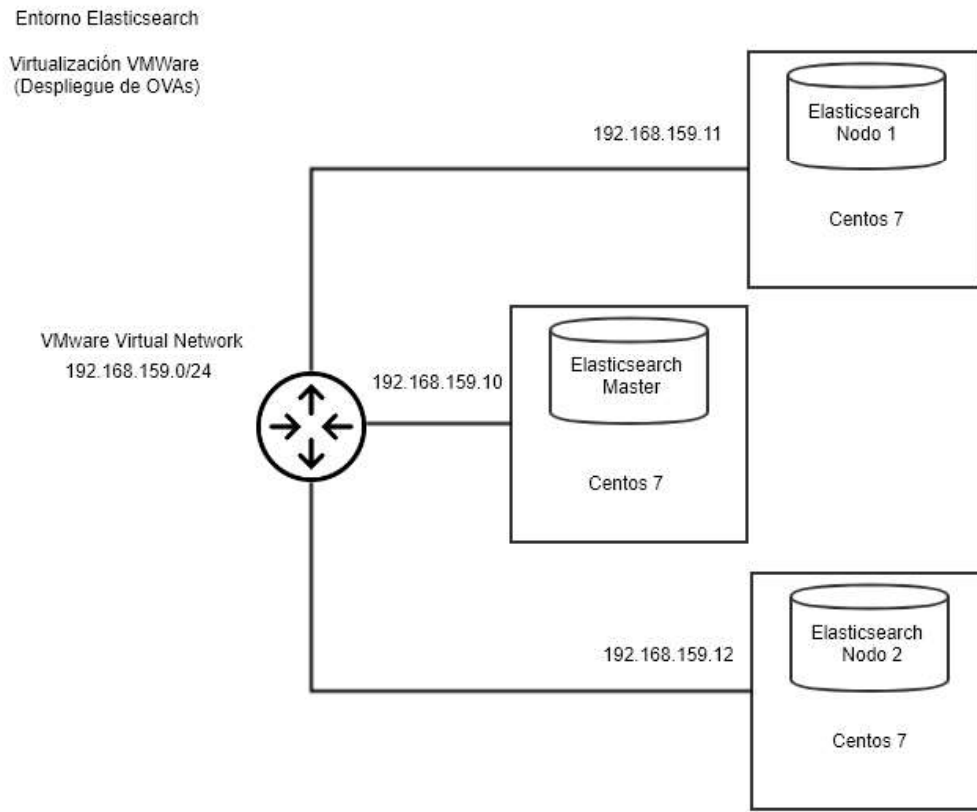 Entorno Elasticsearch
Virtualización VMWare
(Despliegue de OVAs)
192.168.159.11
Elasticsearch
Nodo 1
Centos 7
VMware Virtual Network
192.168.159.0/24
192.168.159.10
Elasticsearch
Master
Centos 7
192.168.159.12
Elasticsearch
Nodo 2
Centos 7